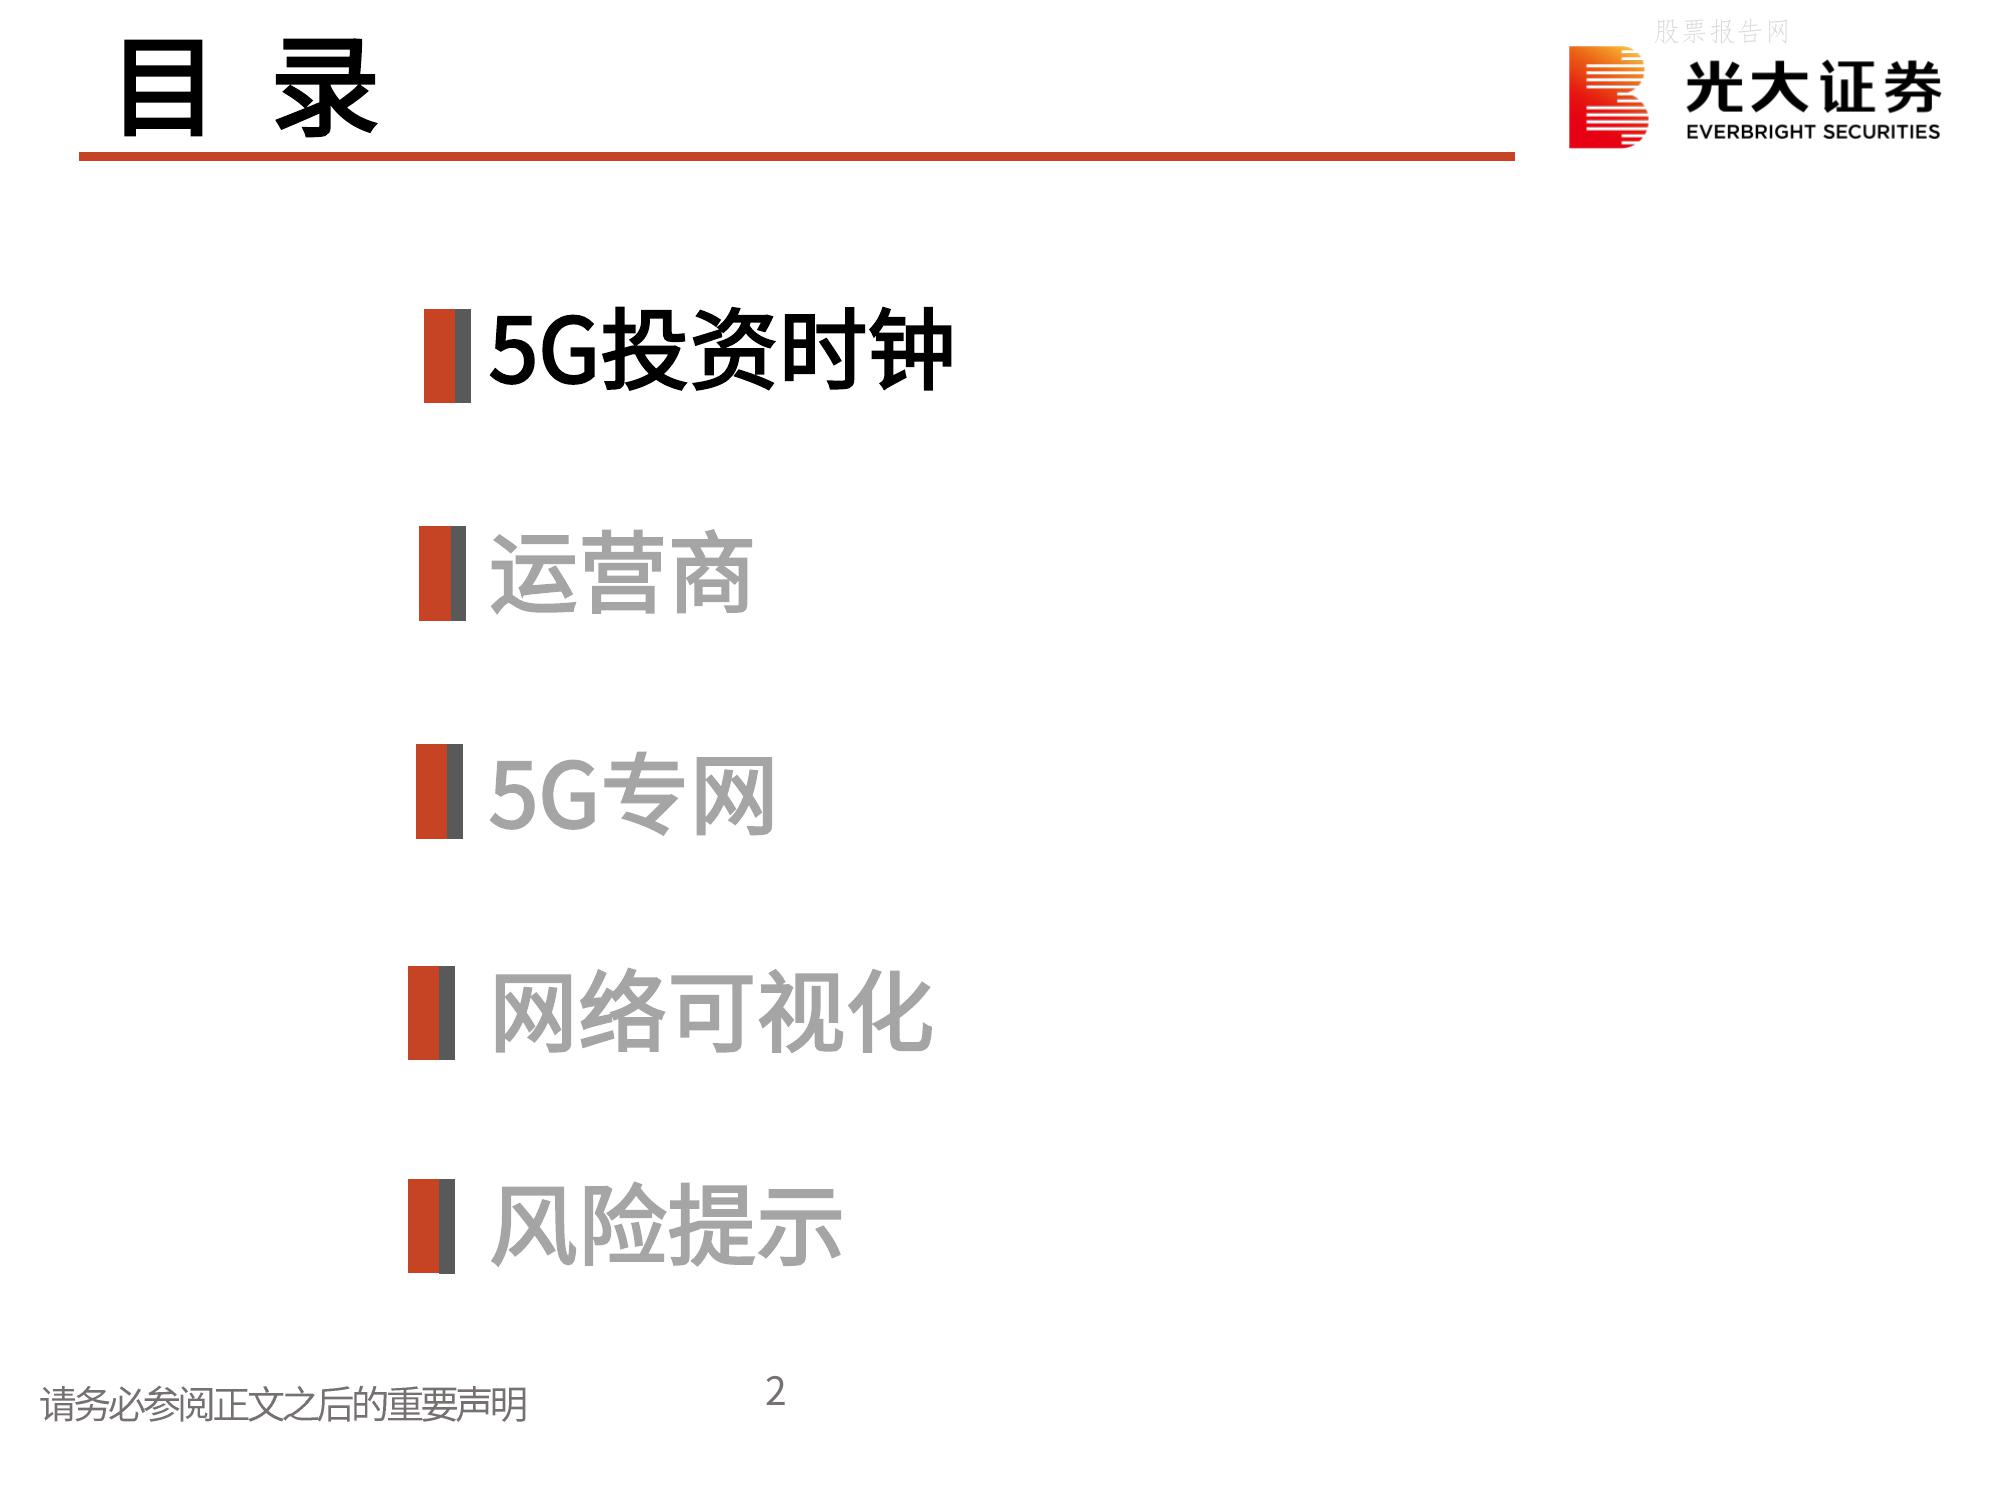 股票报告网
目 录
光大证券
EVERBRIGHT SECURITIES
5G投资时钟
运营商
5G专网
网络可视化
风险提示
请务必参阅正文之后的重要声明
2